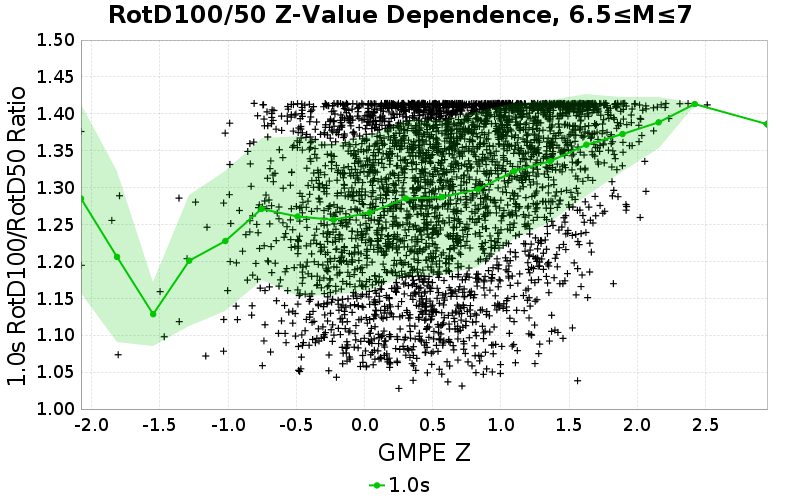 RotD100/50 Z-Value Dependence, 6.5≤M≤7
1.0s RotD100/RotD50 Ratio
1.50
1.45
1.40
1.35
1.30
1.25
1.20
1.15
1.10
1.05
1.00
-2.0 -1.5 -1.0 -0.5 0.0 0.5 1.0 1.5 2.0 2.5
GMPE Z
1.0s